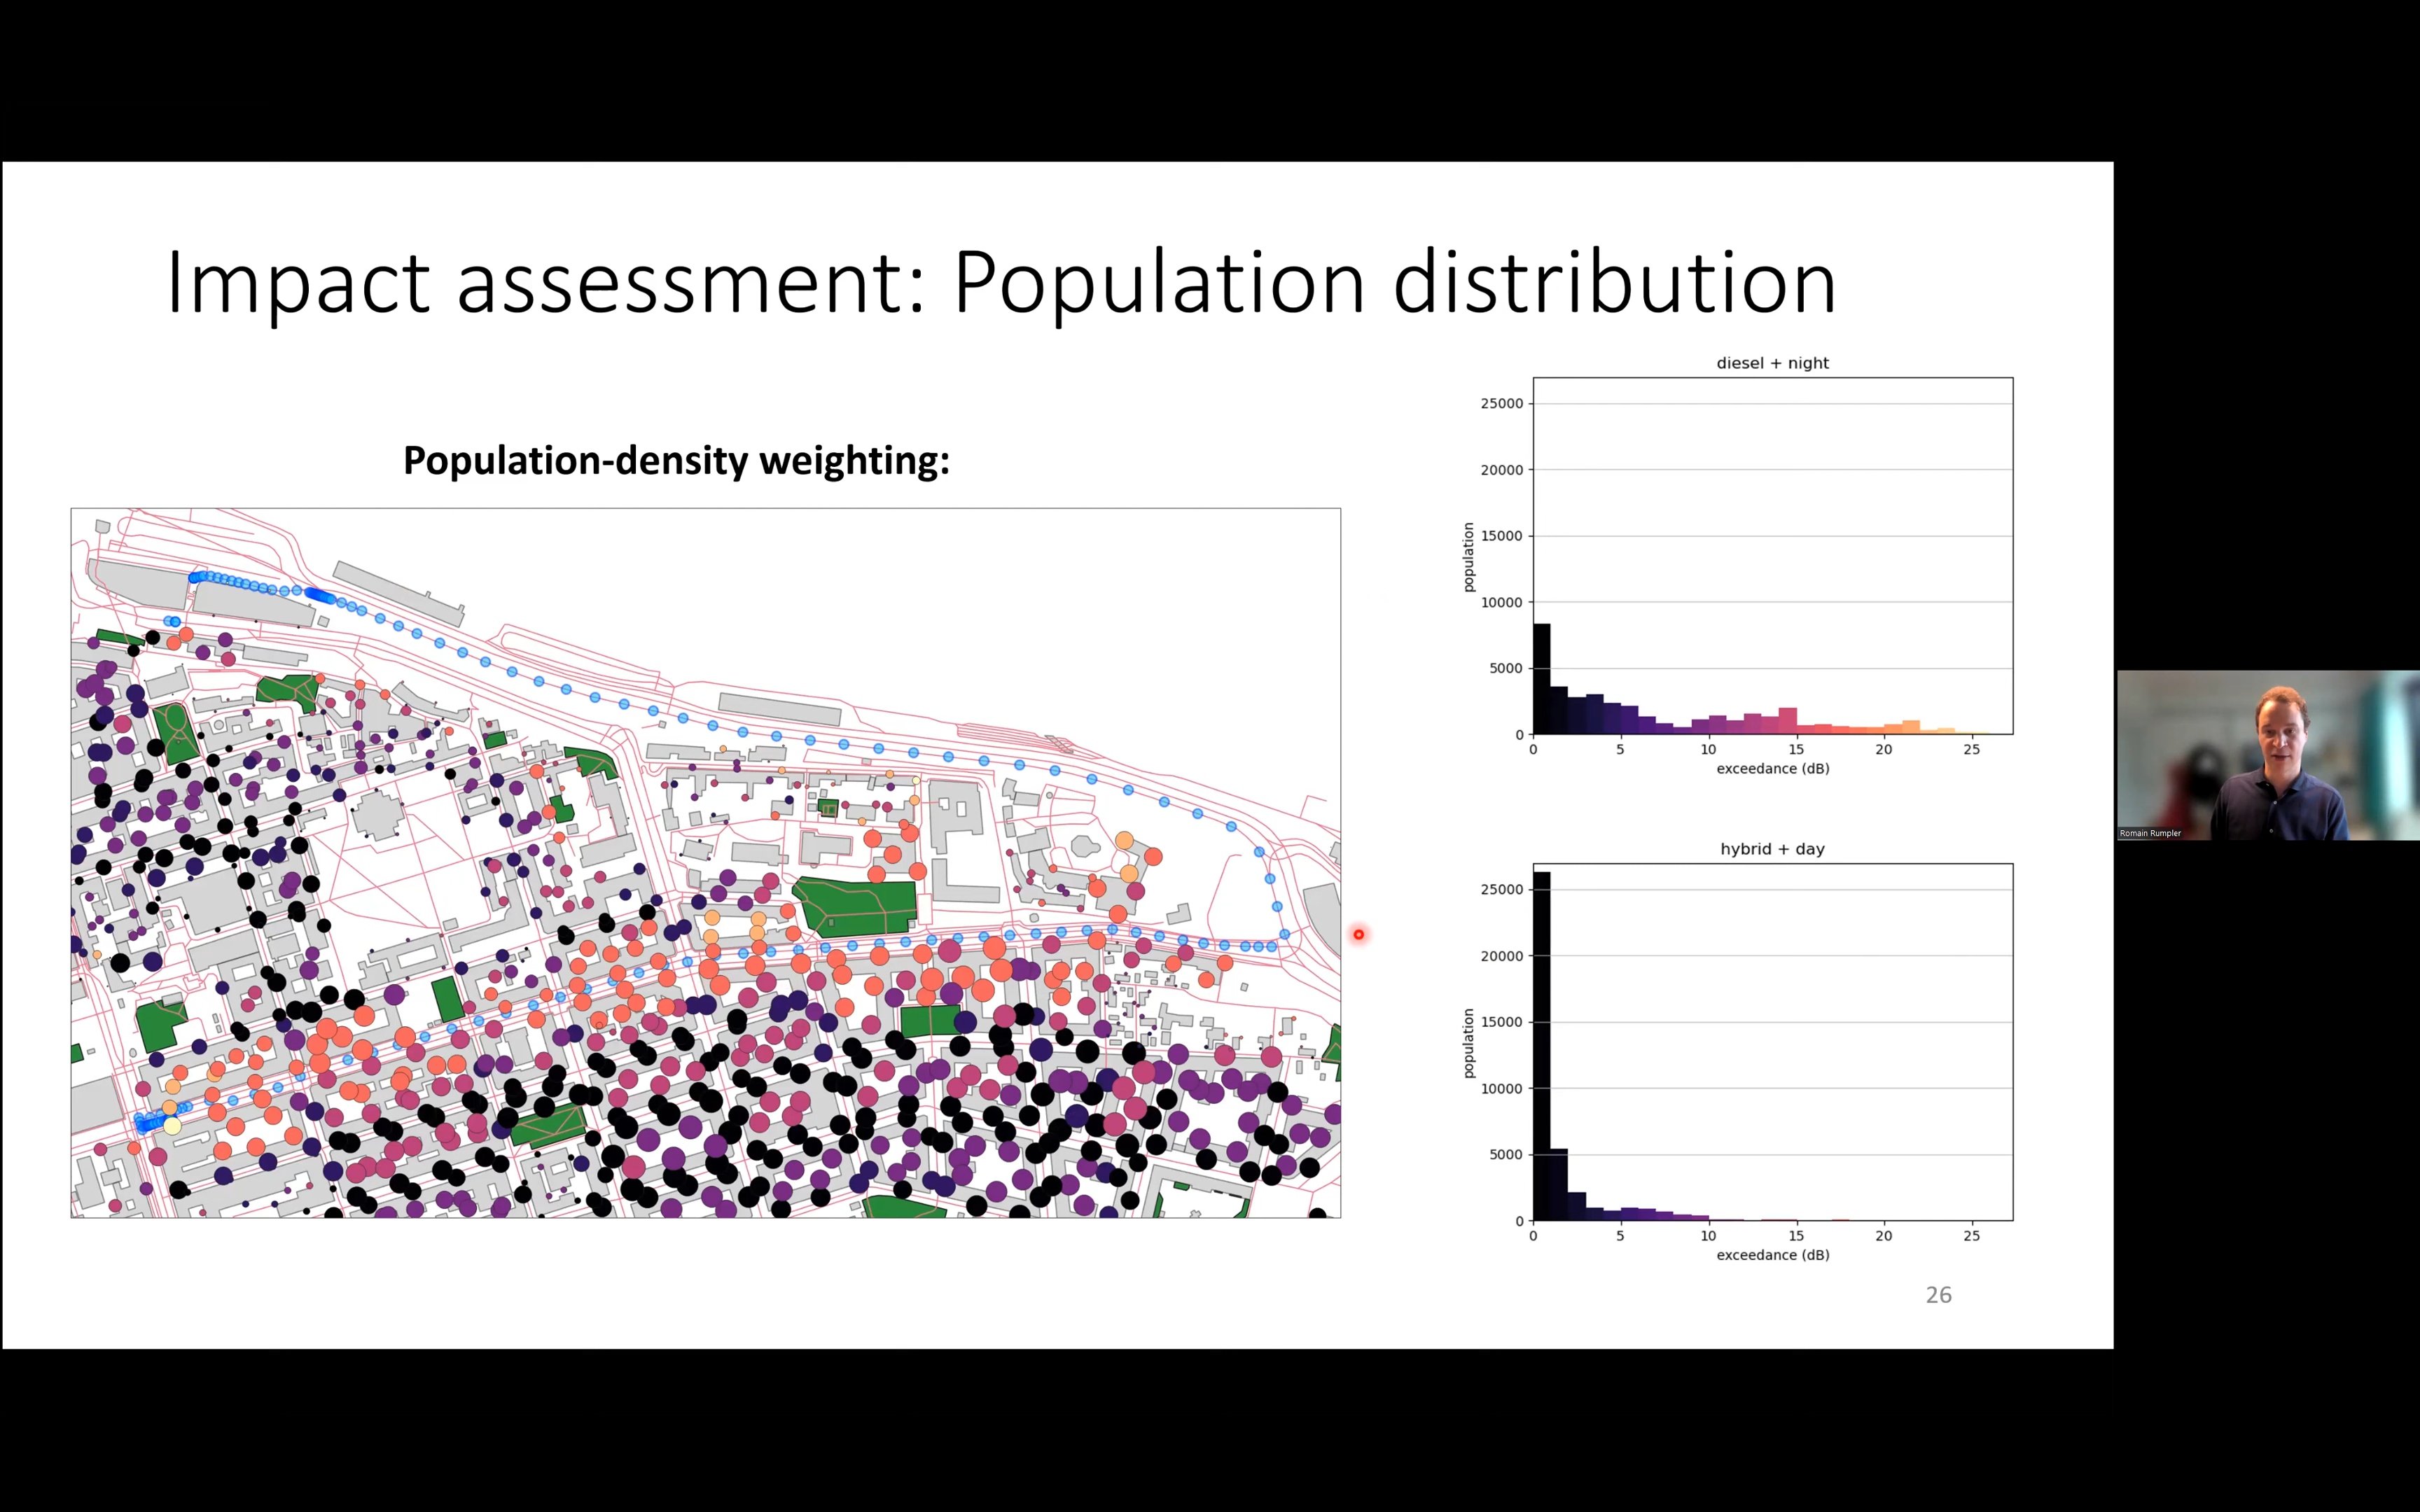 Impact assessment: Population distribution
Population-density weighting:
diesel + night
25000
20000
15000
10000
5000
0
population
0 5 10 15 20 25
exceedance (dB)
hybrid + day
25000
20000
15000
10000
5000
0
population
0 5 10 15 20 25
exceedance (dB)
26
Romain Rumpler